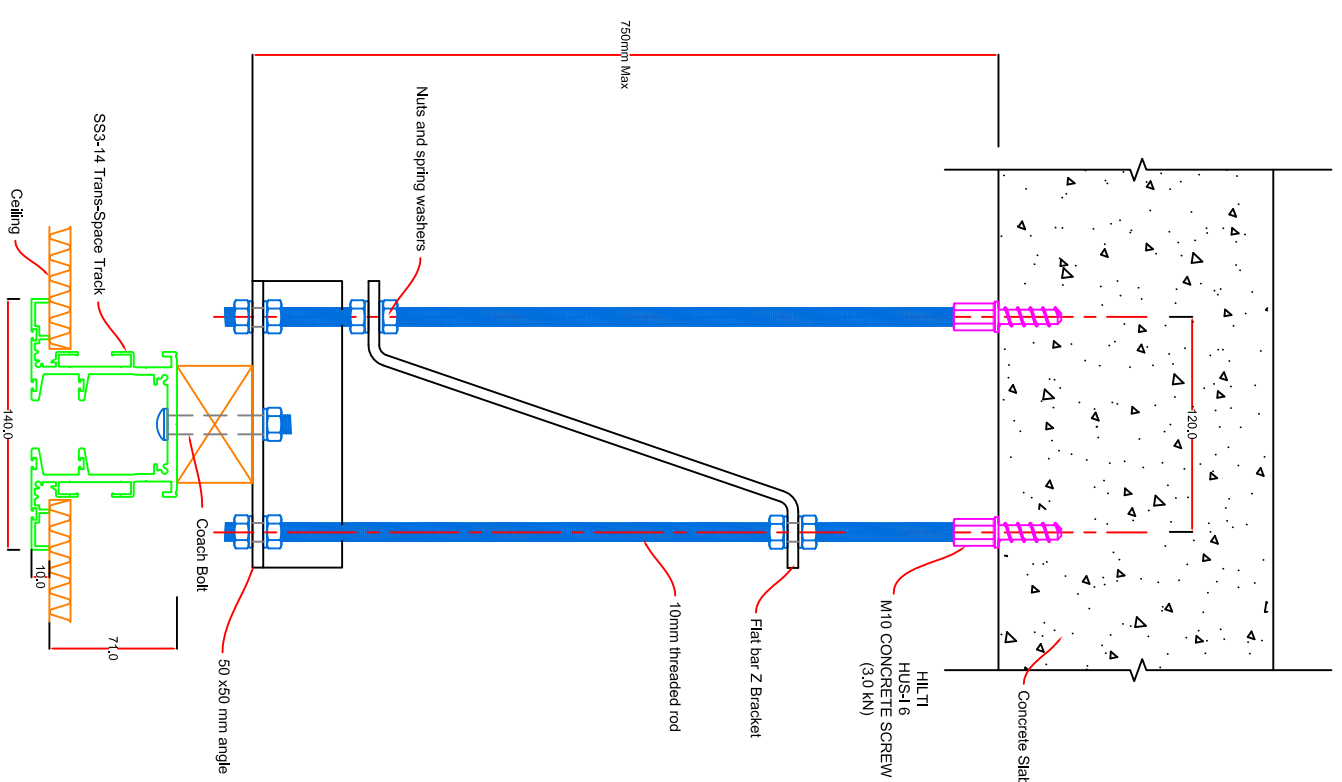 750mm Max
Nuts and spring washers
SS3-14 Trans-Space Track
Ceiling
120.0
140.0
10.0
71.0
Coach Bolt
50 x50 mm angle
10mm threaded rod
Flat bar Z Bracket
HILTI
HUS-I 6
M10 CONCRETE SCREW
(3.0 kN)
Concrete Slab